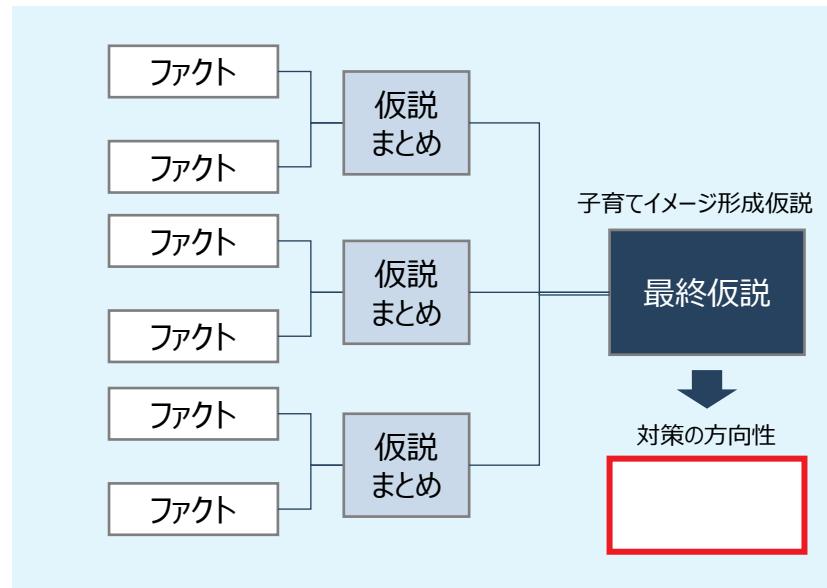 ファクト
ファクト
仮説
まとめ
ファクト
ファクト
仮説
まとめ
ファクト
ファクト
仮説
まとめ
子育てイメージ形成仮説
最終仮説
対策の方向性